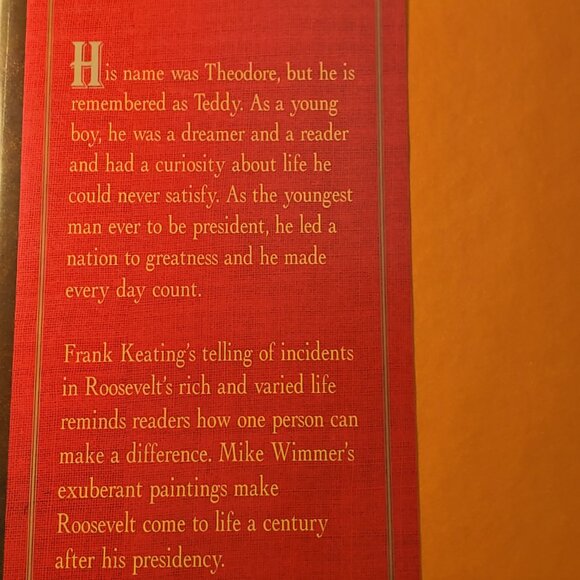 His name was Theodore, but he is
remembered as Teddy. As a young
boy, he was a dreamer and a reader
and had a curiosity about life he
could never satisfy. As the youngest
man ever to be president, he led a
nation to greatness and he made
every day count.
Frank Keating's telling of incidents
in Roosevelt's rich and varied life
reminds readers how one person can
make a difference. Mike Wimmer's
exuberant paintings make
Roosevelt come to life a century
after his presidency.